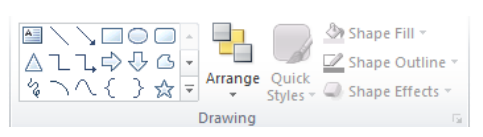 Shape Fill
Shape Outline
Shape Effects
Arrange
Quick
Styles
Drawing